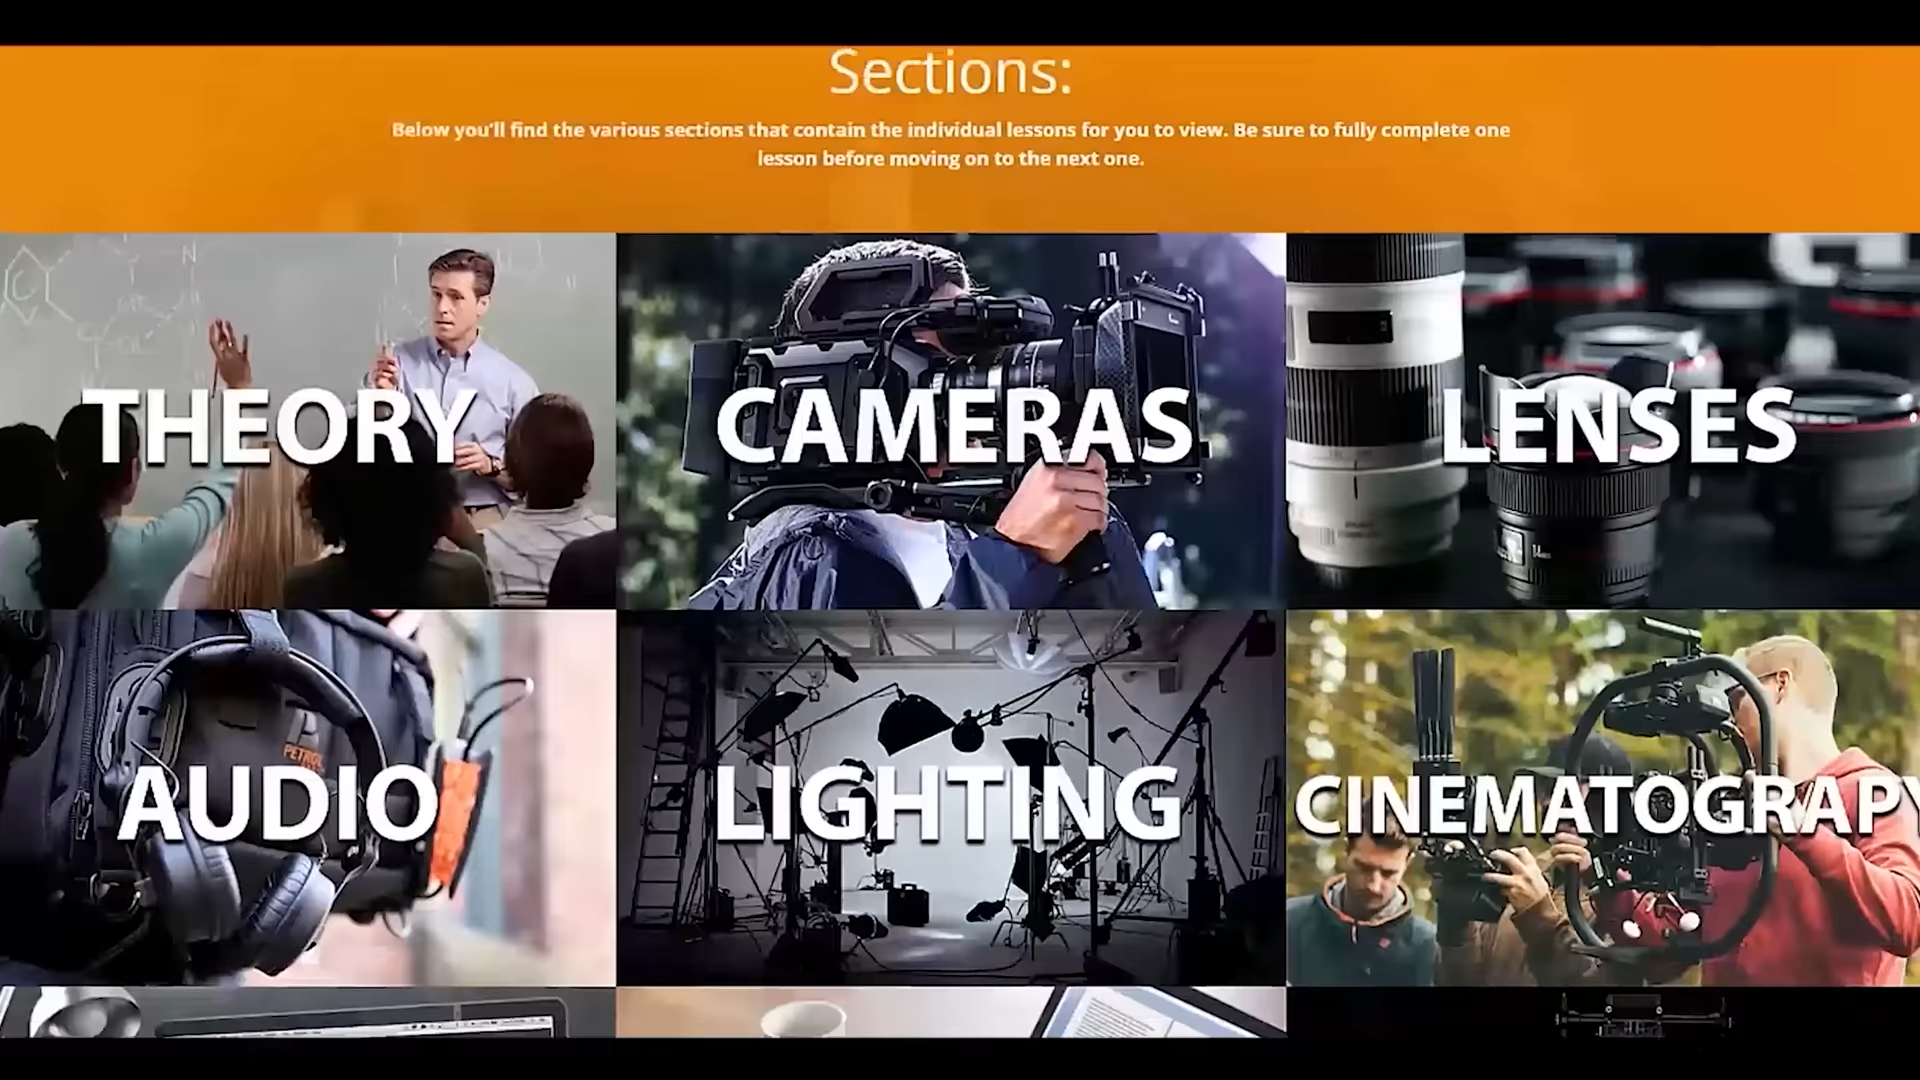 Sections:
Below you'll find the various sections that contain the individual lessons for you to view. Be sure to fully complete one
lesson before moving on to the next one.
THEORY
CAMERAS
LENSES
AUDIO
LIGHTING
CINEMATOGRAPY
PETROL